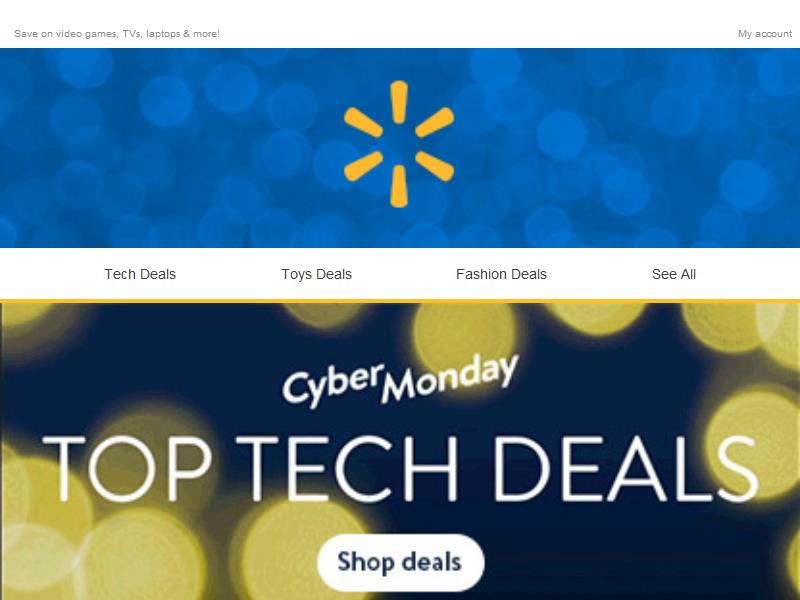 Save on video games, TVs, laptops & more!
My account
Tech Deals
Toys Deals
Fashion Deals
See All
Cyber Monday
TOP TECH DEALS
Shop deals